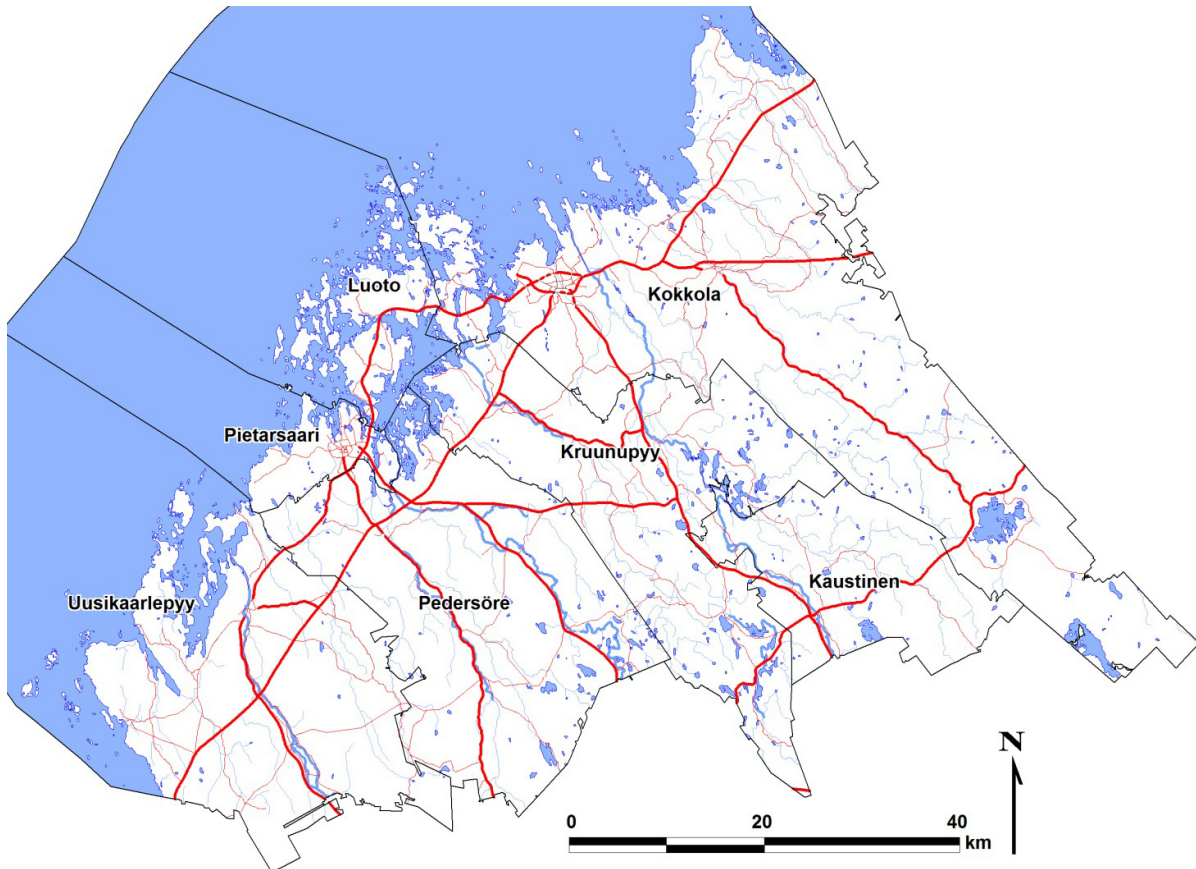 Luoto
Kokkola
Pietarsaari
Kruunupyy
Kaustinen
Uusikaarlepyy
Pedersöre
N
0 20 40
km